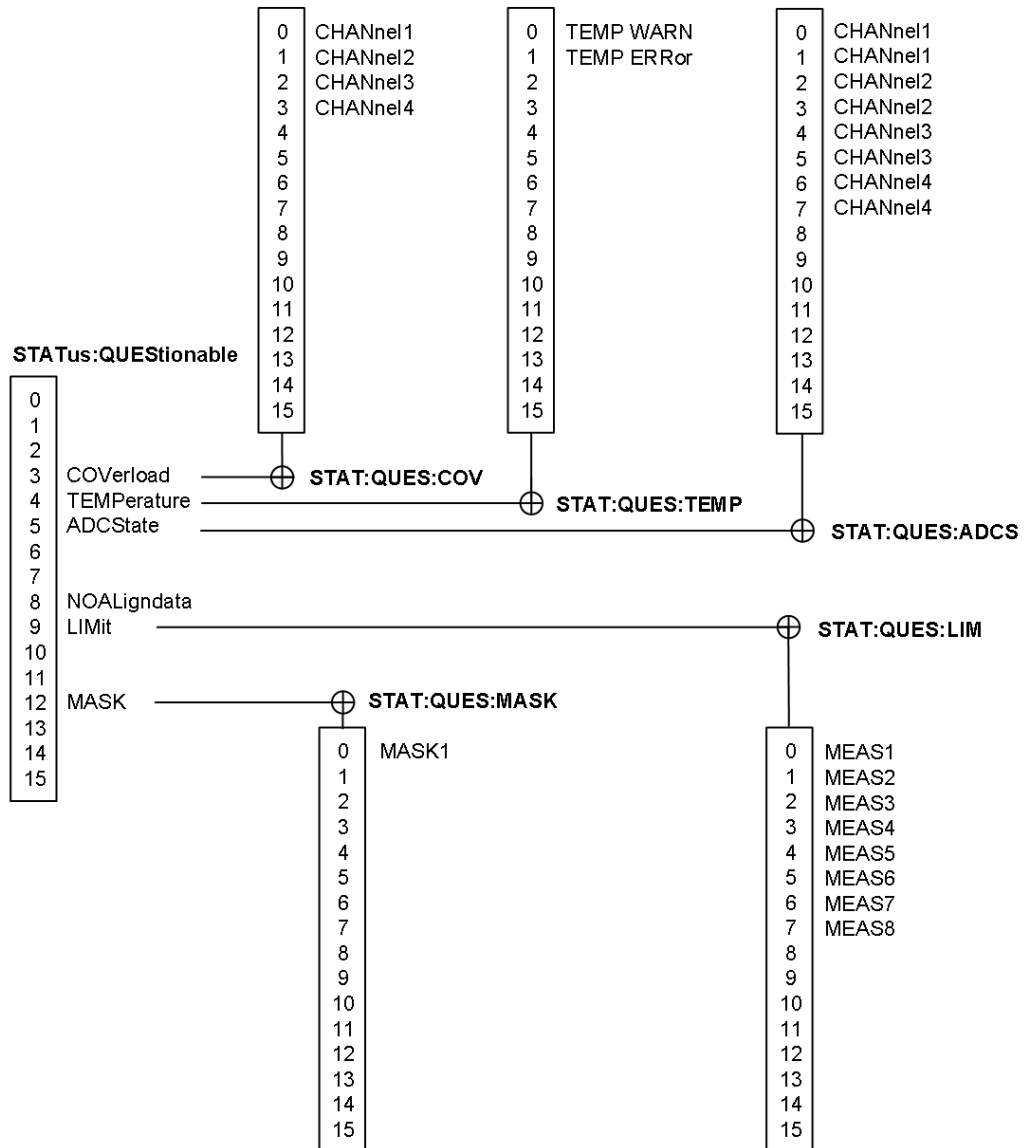 0 CHANnel1
1 CHANnel2
2 CHANnel3
3 CHANnel4
4
5
6
7
8
9
10
11
12
13
14
15
0 TEMP WARN
1 TEMP ERRor
2
3
4
5
6
7
8
9
10
11
12
13
14
15
0 CHANnel1
1 CHANnel1
2 CHANnel2
3 CHANnel2
4 CHANnel3
5 CHANnel3
6 CHANnel4
7 CHANnel4
8
9
10
11
12
13
14
15
STATus:QUEStionable
0
1
2
3 COVerload
4 TEMPerature
5 ADCState
6
7
8 NOALigndata
9 LIMit
10
11
12 MASK
13
14
15
STAT:QUES:COV
STAT:QUES:TEMP
STAT:QUES:ADCS
STAT:QUES:LIM
STAT:QUES:MASK
0 MASK1
1
2
3
4
5
6
7
8
9
10
11
12
13
14
15
0 MEAS1
1 MEAS2
2 MEAS3
3 MEAS4
4 MEAS5
5 MEAS6
6 MEAS7
7 MEAS8
8
9
10
11
12
13
14
15